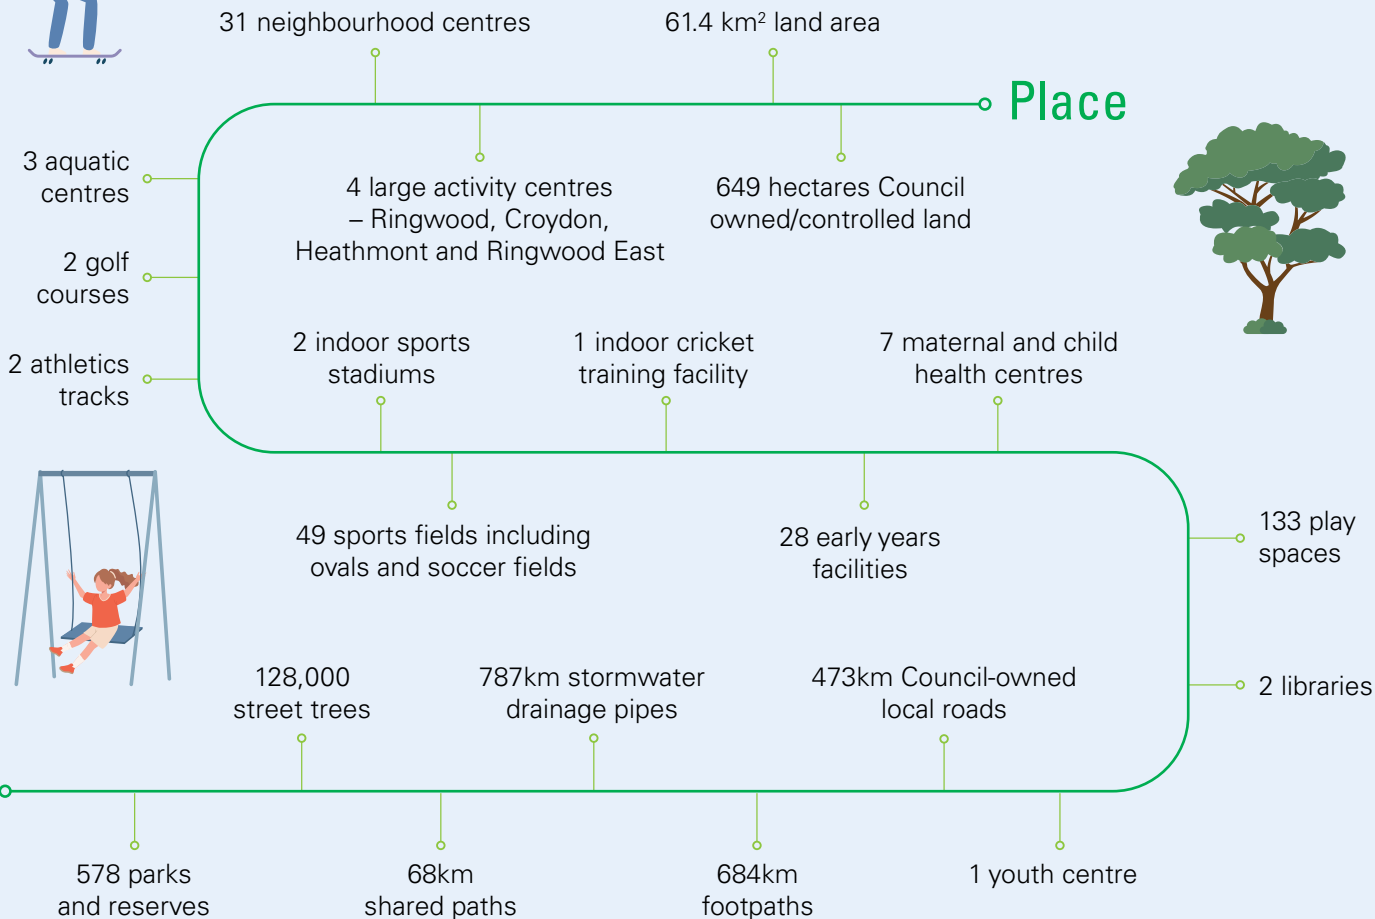 31 neighbourhood centres
61.4 km² land area
Place
3 aquatic
centres
4 large activity centres
– Ringwood, Croydon,
Heathmont and Ringwood East
649 hectares Council
owned/controlled land
2 golf
courses
2 athletics
tracks
2 indoor sports
stadiums
1 indoor cricket
training facility
7 maternal and child
health centres
49 sports fields including
ovals and soccer fields
28 early years
facilities
133 play
spaces
2 libraries
128,000
street trees
787km stormwater
drainage pipes
473km Council-owned
local roads
578 parks
and reserves
68km
shared paths
684km
footpaths
1 youth centre